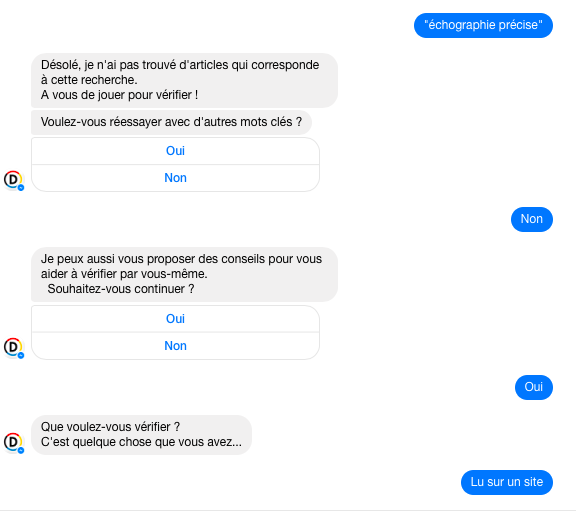 "échographie précise"
Désolé, je n'ai pas trouvé d'articles qui corresponde
à cette recherche.
A vous de jouer pour vérifier !
Voulez-vous réessayer avec d'autres mots clés ?
Oui
Non
D
Non
Je peux aussi vous proposer des conseils pour vous
aider à vérifier par vous-même.
Souhaitez-vous continuer ?
Oui
Non
D
Oui
Que voulez-vous vérifier ?
C'est quelque chose que vous avez...
D
Lu sur un site